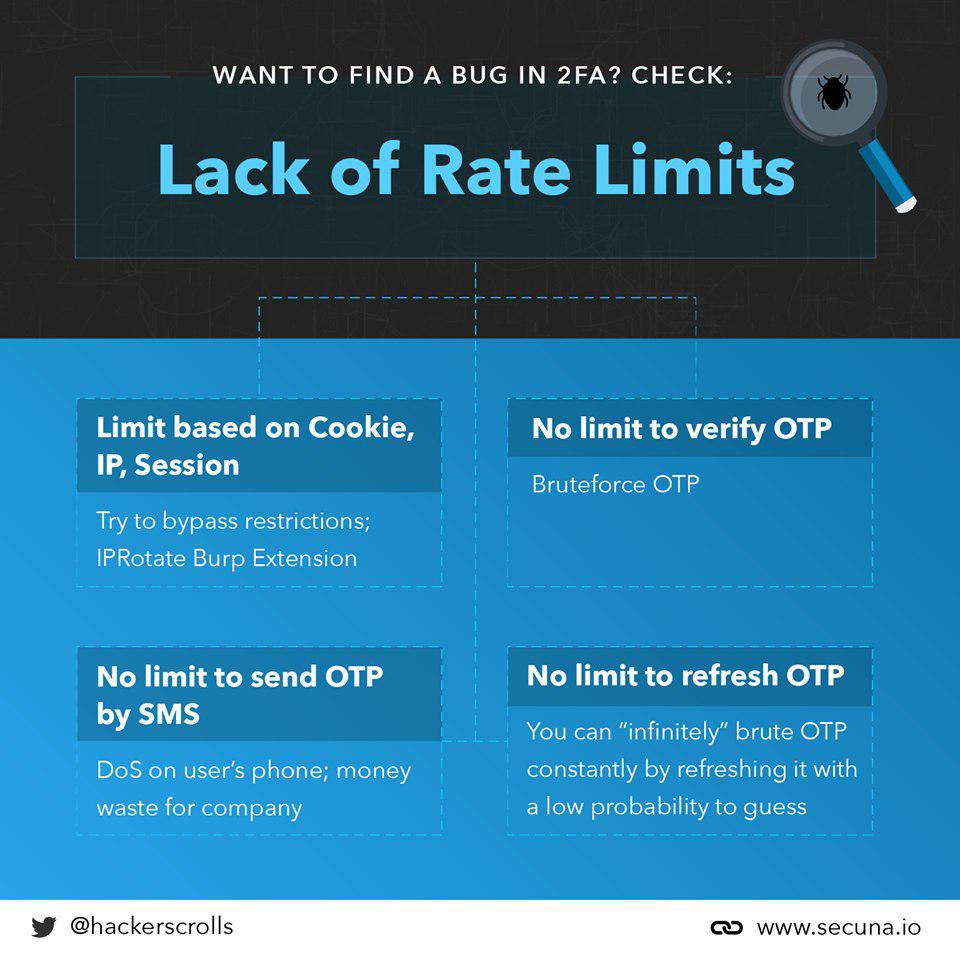 WANT TO FIND A BUG IN 2FA? CHECK:
Lack of Rate Limits
Limit based on Cookie,
IP, Session
Try to bypass restrictions;
IPRotate Burp Extension
No limit to verify OTP
Bruteforce OTP
No limit to send OTP
by SMS
DoS on user’s phone; money
waste for company
No limit to refresh OTP
You can “infinitely” brute OTP
constantly by refreshing it with
a low probability to guess
@hackerscrolls
www.secuna.io